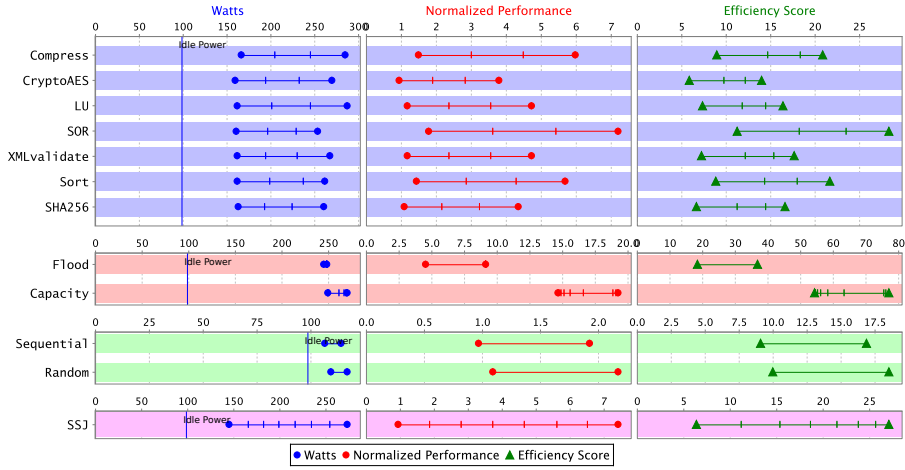 Watts Normalized Performance Efficiency Score
0 50 100 150 200 250 300 0 1 2 3 4 5 6 7 0 5 10 15 20 25
Idle Power
Compress
CryptoAES
LU
SOR
XMLvalidate
Sort
SHA256
0 50 100 150 200 250 0.0 2.5 5.0 7.5 10.0 12.5 15.0 17.5 20.0 0 10 20 30 40 50 60 70 80
Idle Power
Flood
Capacity
0 25 50 75 100 0.0 0.5 1.0 1.5 2.0 0.0 2.5 5.0 7.5 10.0 12.5 15.0 17.5
Idle Power
Sequential
Random
0 50 100 150 200 250 0 1 2 3 4 5 6 7 0 5 10 15 20 25
Idle Power
SSJ
Watts Normalized Performance Efficiency Score